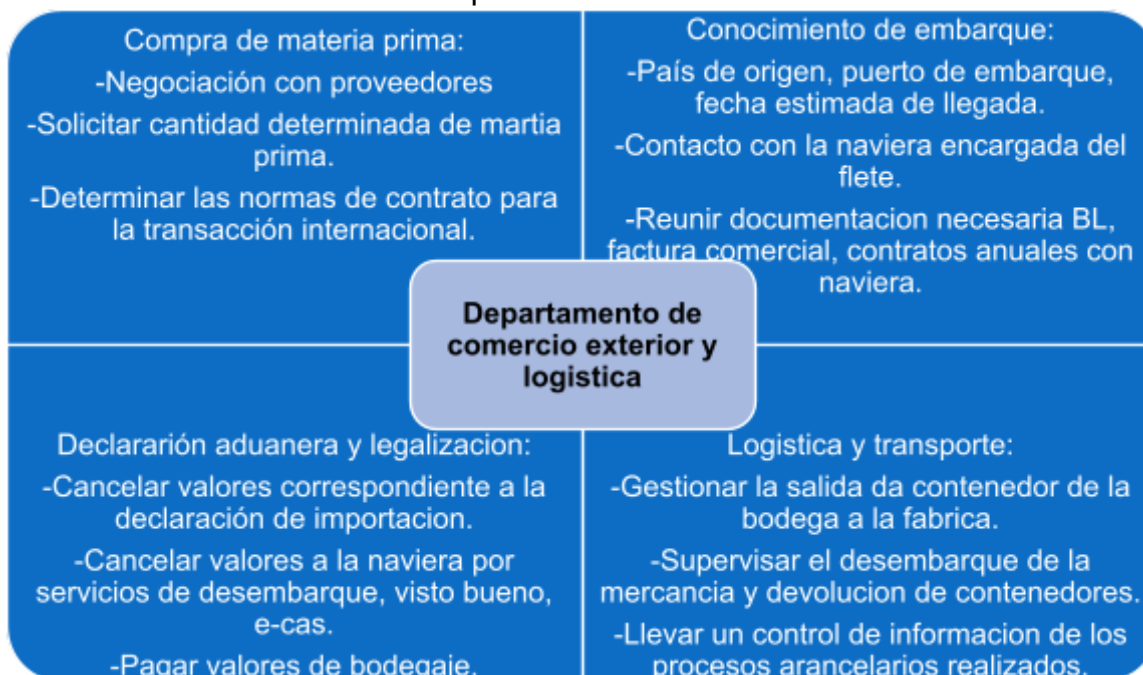 Compra de materia prima:
-Negociación con proveedores
-Solicitar cantidad determinada de martia
prima.
-Determinar las normas de contrato para
la transacción internacional.
Conocimiento de embarque:
-País de origen, puerto de embarque,
fecha estimada de llegada.
-Contacto con la naviera encargada del
flete.
-Reunir documentacion necesaria BL,
factura comercial, contratos anuales con
naviera.
Departamento de
comercio exterior y
logistica
Declararión aduanera y legalizacion:
-Cancelar valores correspondiente a la
declaración de importacion.
-Cancelar valores a la naviera por
servicios de desembarque, visto bueno,
e-cas.
-Pagar valores de bodegaje.
Logistica y transporte:
-Gestionar la salida da contenedor de la
bodega a la fabrica.
-Supervisar el desembarque de la
mercancia y devolucion de contenedores.
-Llevar un control de informacion de los
procesos arancelarios realizados.